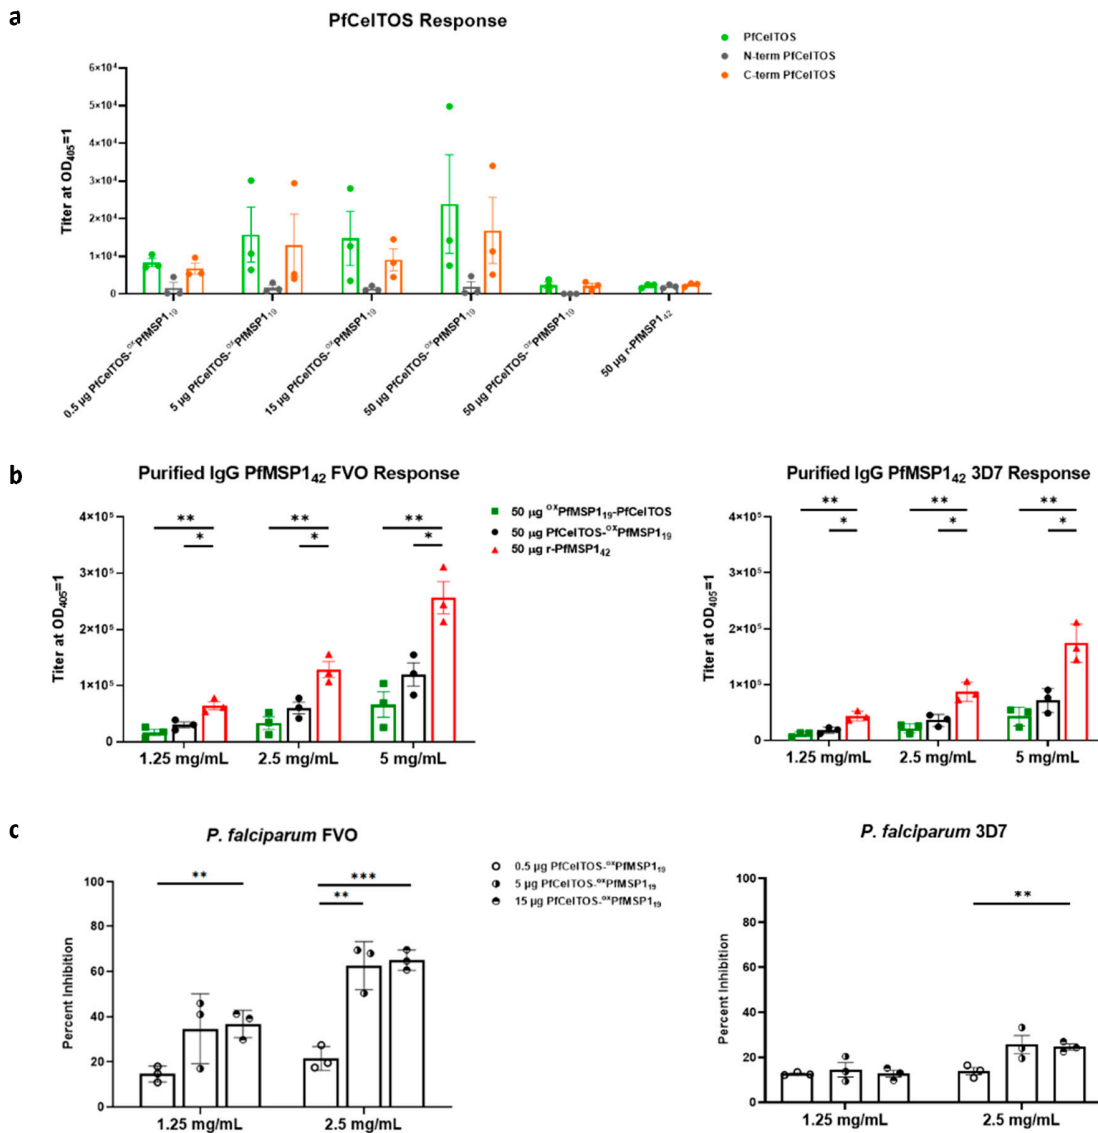 a
PfCelTOS Response
PfCelTOS
N-term PfCelTOS
C-term PfCelTOS
Titer at OD₄₀₅=1
6×10⁴
5×10⁴
4×10⁴
3×10⁴
2×10⁴
1×10⁴
0
0.5 µg PfCelTOS-ᵒˣPfMSP1₁₉
5 µg PfCelTOS-ᵒˣPfMSP1₁₉
15 µg PfCelTOS-ᵒˣPfMSP1₁₉
50 µg PfCelTOS-ᵒˣPfMSP1₁₉
50 µg PfCelTOS-ᵒˣPfMSP1₁₉
50 µg r-PfMSP1₄₂
b
Purified IgG PfMSP1₄₂ FVO Response
Titer at OD₄₀₅=1
4×10⁵
3×10⁵
2×10⁵
1×10⁵
0
** ** **
* * *
1.25 mg/mL 2.5 mg/mL 5 mg/mL
50 µg ᴼˣPfMSP1₁₉-PfCelTOS
50 µg PfCelTOS-ᵒˣPfMSP1₁₉
50 µg r-PfMSP1₄₂
Purified IgG PfMSP1₄₂ 3D7 Response
Titer at OD₄₀₅=1
4×10⁵
3×10⁵
2×10⁵
1×10⁵
0
** ** **
* * *
1.25 mg/mL 2.5 mg/mL 5 mg/mL
c
P. falciparum FVO
Percent Inhibition
100
80
60
40
20
0
** ***
**
1.25 mg/mL 2.5 mg/mL
0.5 µg PfCelTOS-ᵒˣPfMSP1₁₉
5 µg PfCelTOS-ᵒˣPfMSP1₁₉
15 µg PfCelTOS-ᵒˣPfMSP1₁₉
P. falciparum 3D7
Percent Inhibition
100
80
60
40
20
0
**
1.25 mg/mL 2.5 mg/mL